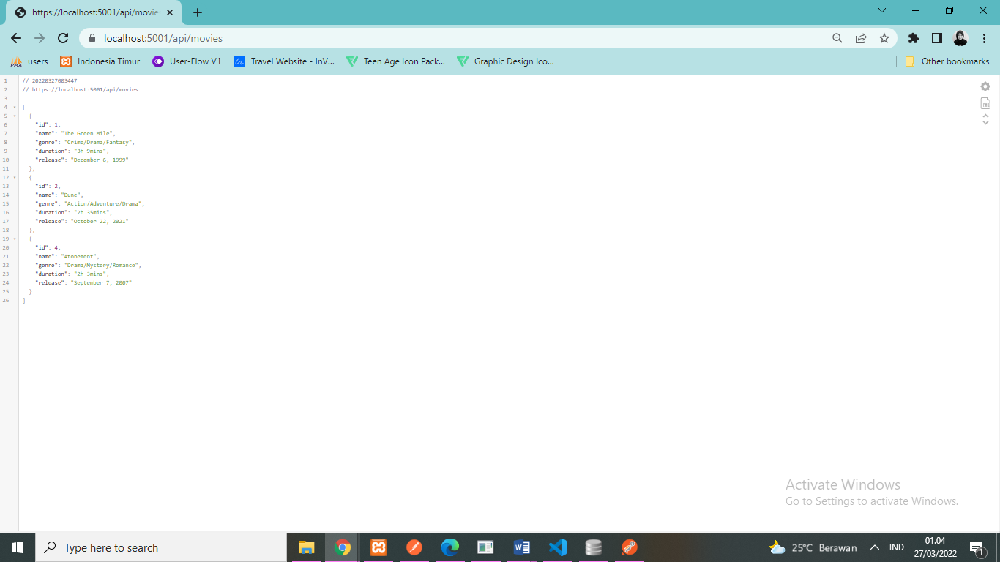 https://localhost:5001/api/movie
localhost:5001/api/movies
users Indonesia Timur User-Flow V1 Travel Website - InV... Teen Age Icon Pack... Graphic Design Ico... Other bookmarks
1 // 20220327003447
2 // https://localhost:5001/api/movies
3
4 [
5 {
6 "id": 1,
7 "name": "The Green Mile",
8 "genre": "Crime/Drama/Fantasy",
9 "duration": "3h 9mins",
10 "release": "December 6, 1999"
11 },
12 {
13 "id": 2,
14 "name": "Dune",
15 "genre": "Action/Adventure/Drama",
16 "duration": "2h 35mins",
17 "release": "October 22, 2021"
18 },
19 {
20 "id": 4,
21 "name": "Atonement",
22 "genre": "Drama/Mystery/Romance",
23 "duration": "2h 3mins",
24 "release": "September 7, 2007"
25 }
26 ]
Activate Windows
Go to Settings to activate Windows.
Type here to search
25°C Berawan
IND
01.04
27/03/2022
1